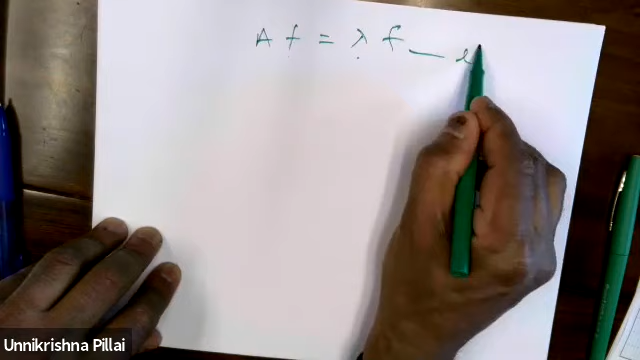 A f = λ f _ e
Unnikrishna Pillai